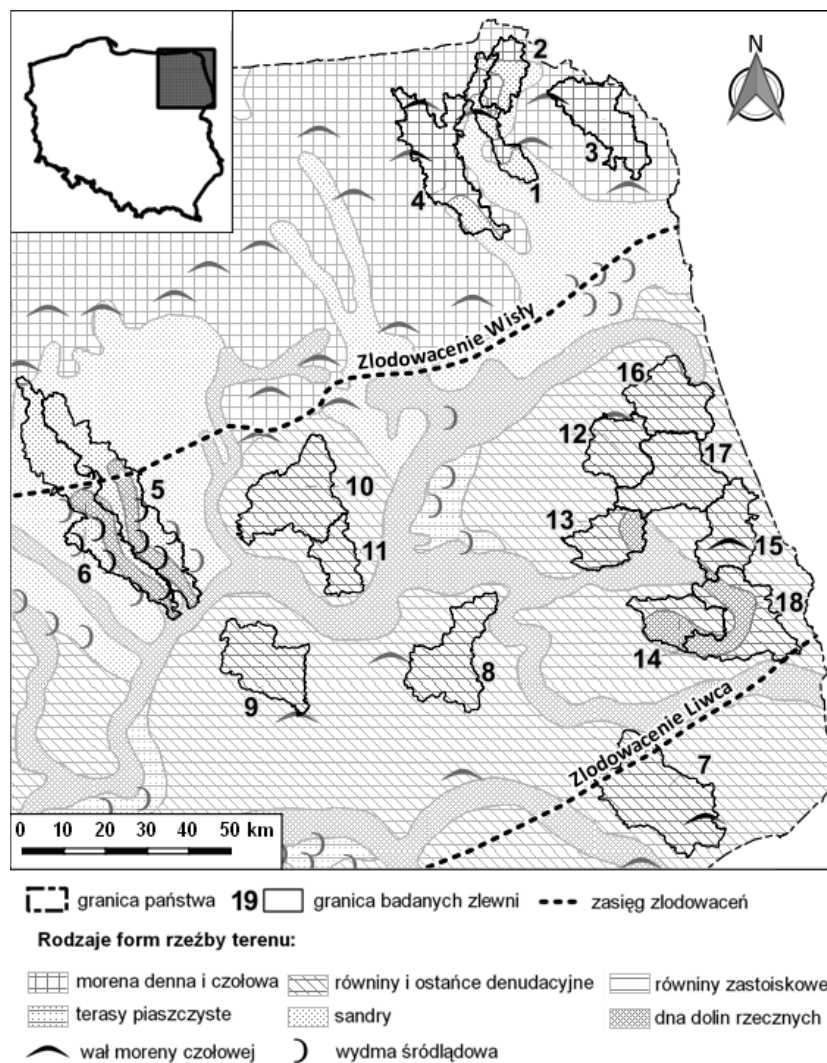 N
2
3
1
4
Zlodowacenie Wisły
16
12
17
5
10
13
11
15
6
18
14
8
9
Zlodowacenie Liwca
7
0 10 20 30 40 50 km
granica państwa 19 granica badanych zlewni zasięg zlodowaceń
Rodzaje form rzeźby terenu:
morena denna i czołowa równiny i ostańce denudacyjne równiny zastoiskowe
terasy piaszczyste sandry dna dolin rzecznych
wał moreny czołowej wydma śródlądowa